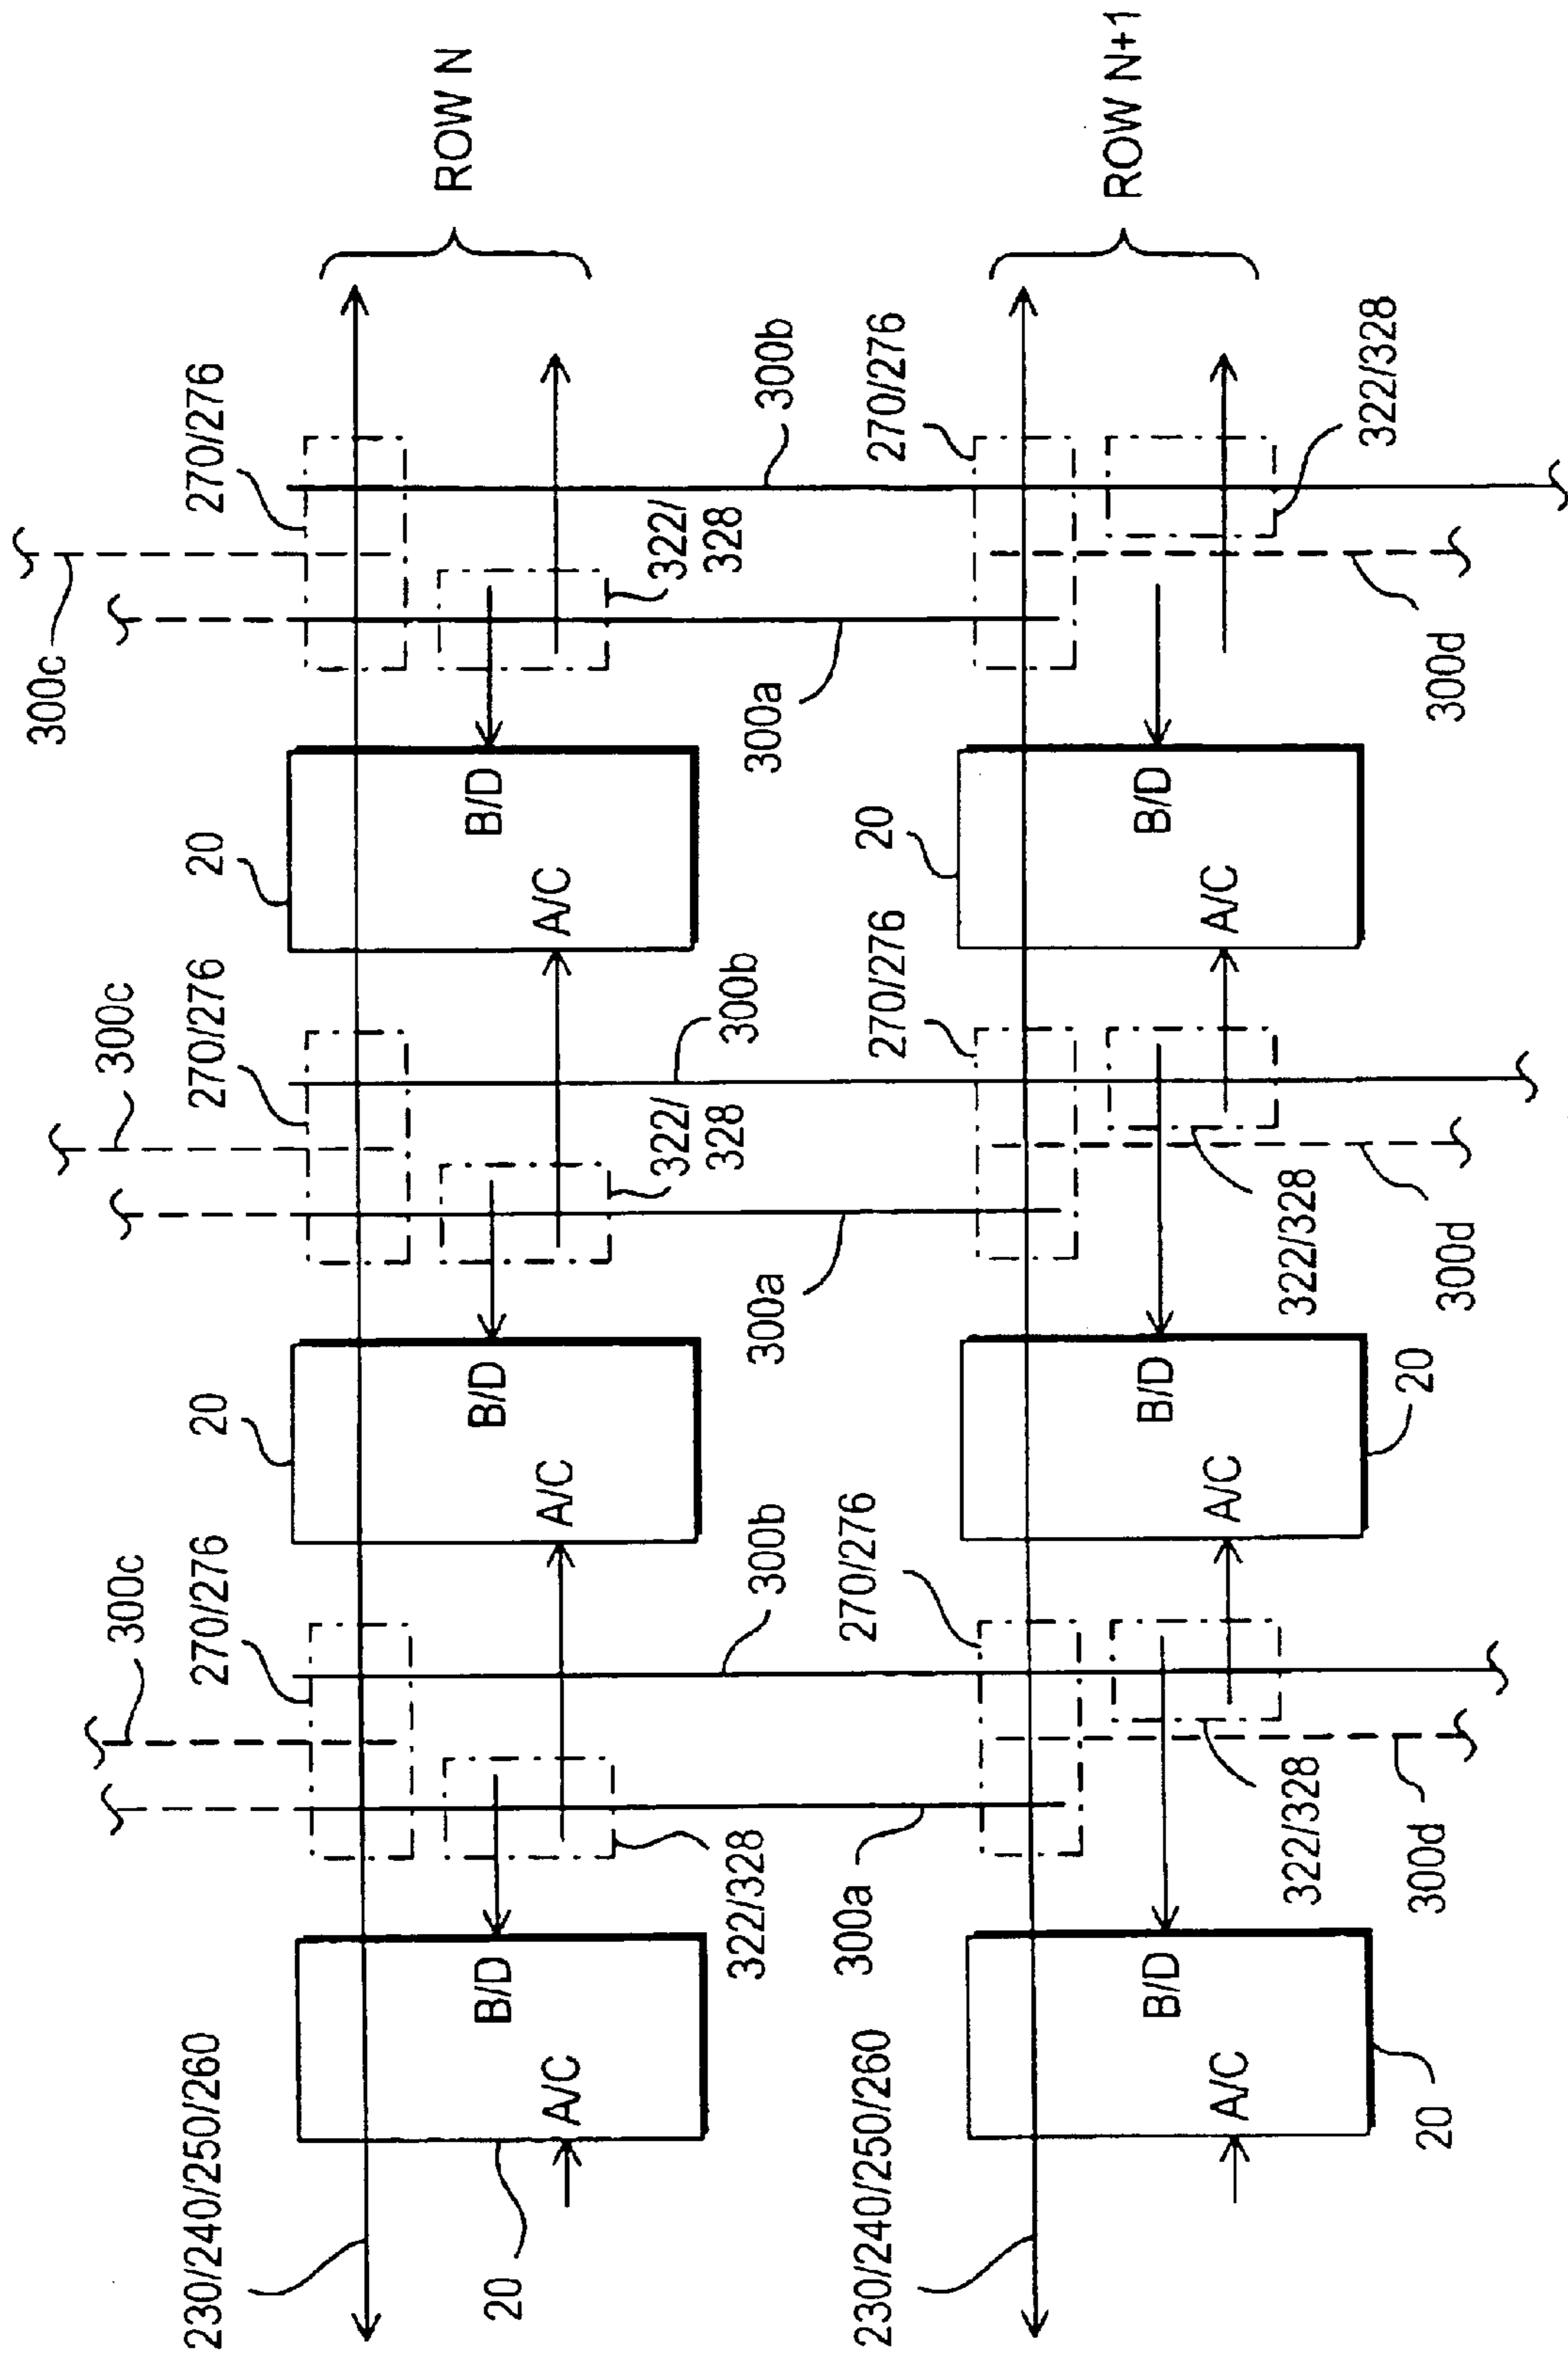 300c
300c
300c
230/240/250/260
270/276
20
270/276
20
270/276
ROW N
20
B/D
B/D
B/D
A/C
A/C
A/C
322/328
300b
322/
328
300a
300b
322/
328
300a
300b
230/240/250/260
300a
270/276
270/276
20
270/276
ROW N+1
B/D
B/D
B/D
A/C
A/C
A/C
322/328
322/328
322/328
20
300d
20
300d
300d